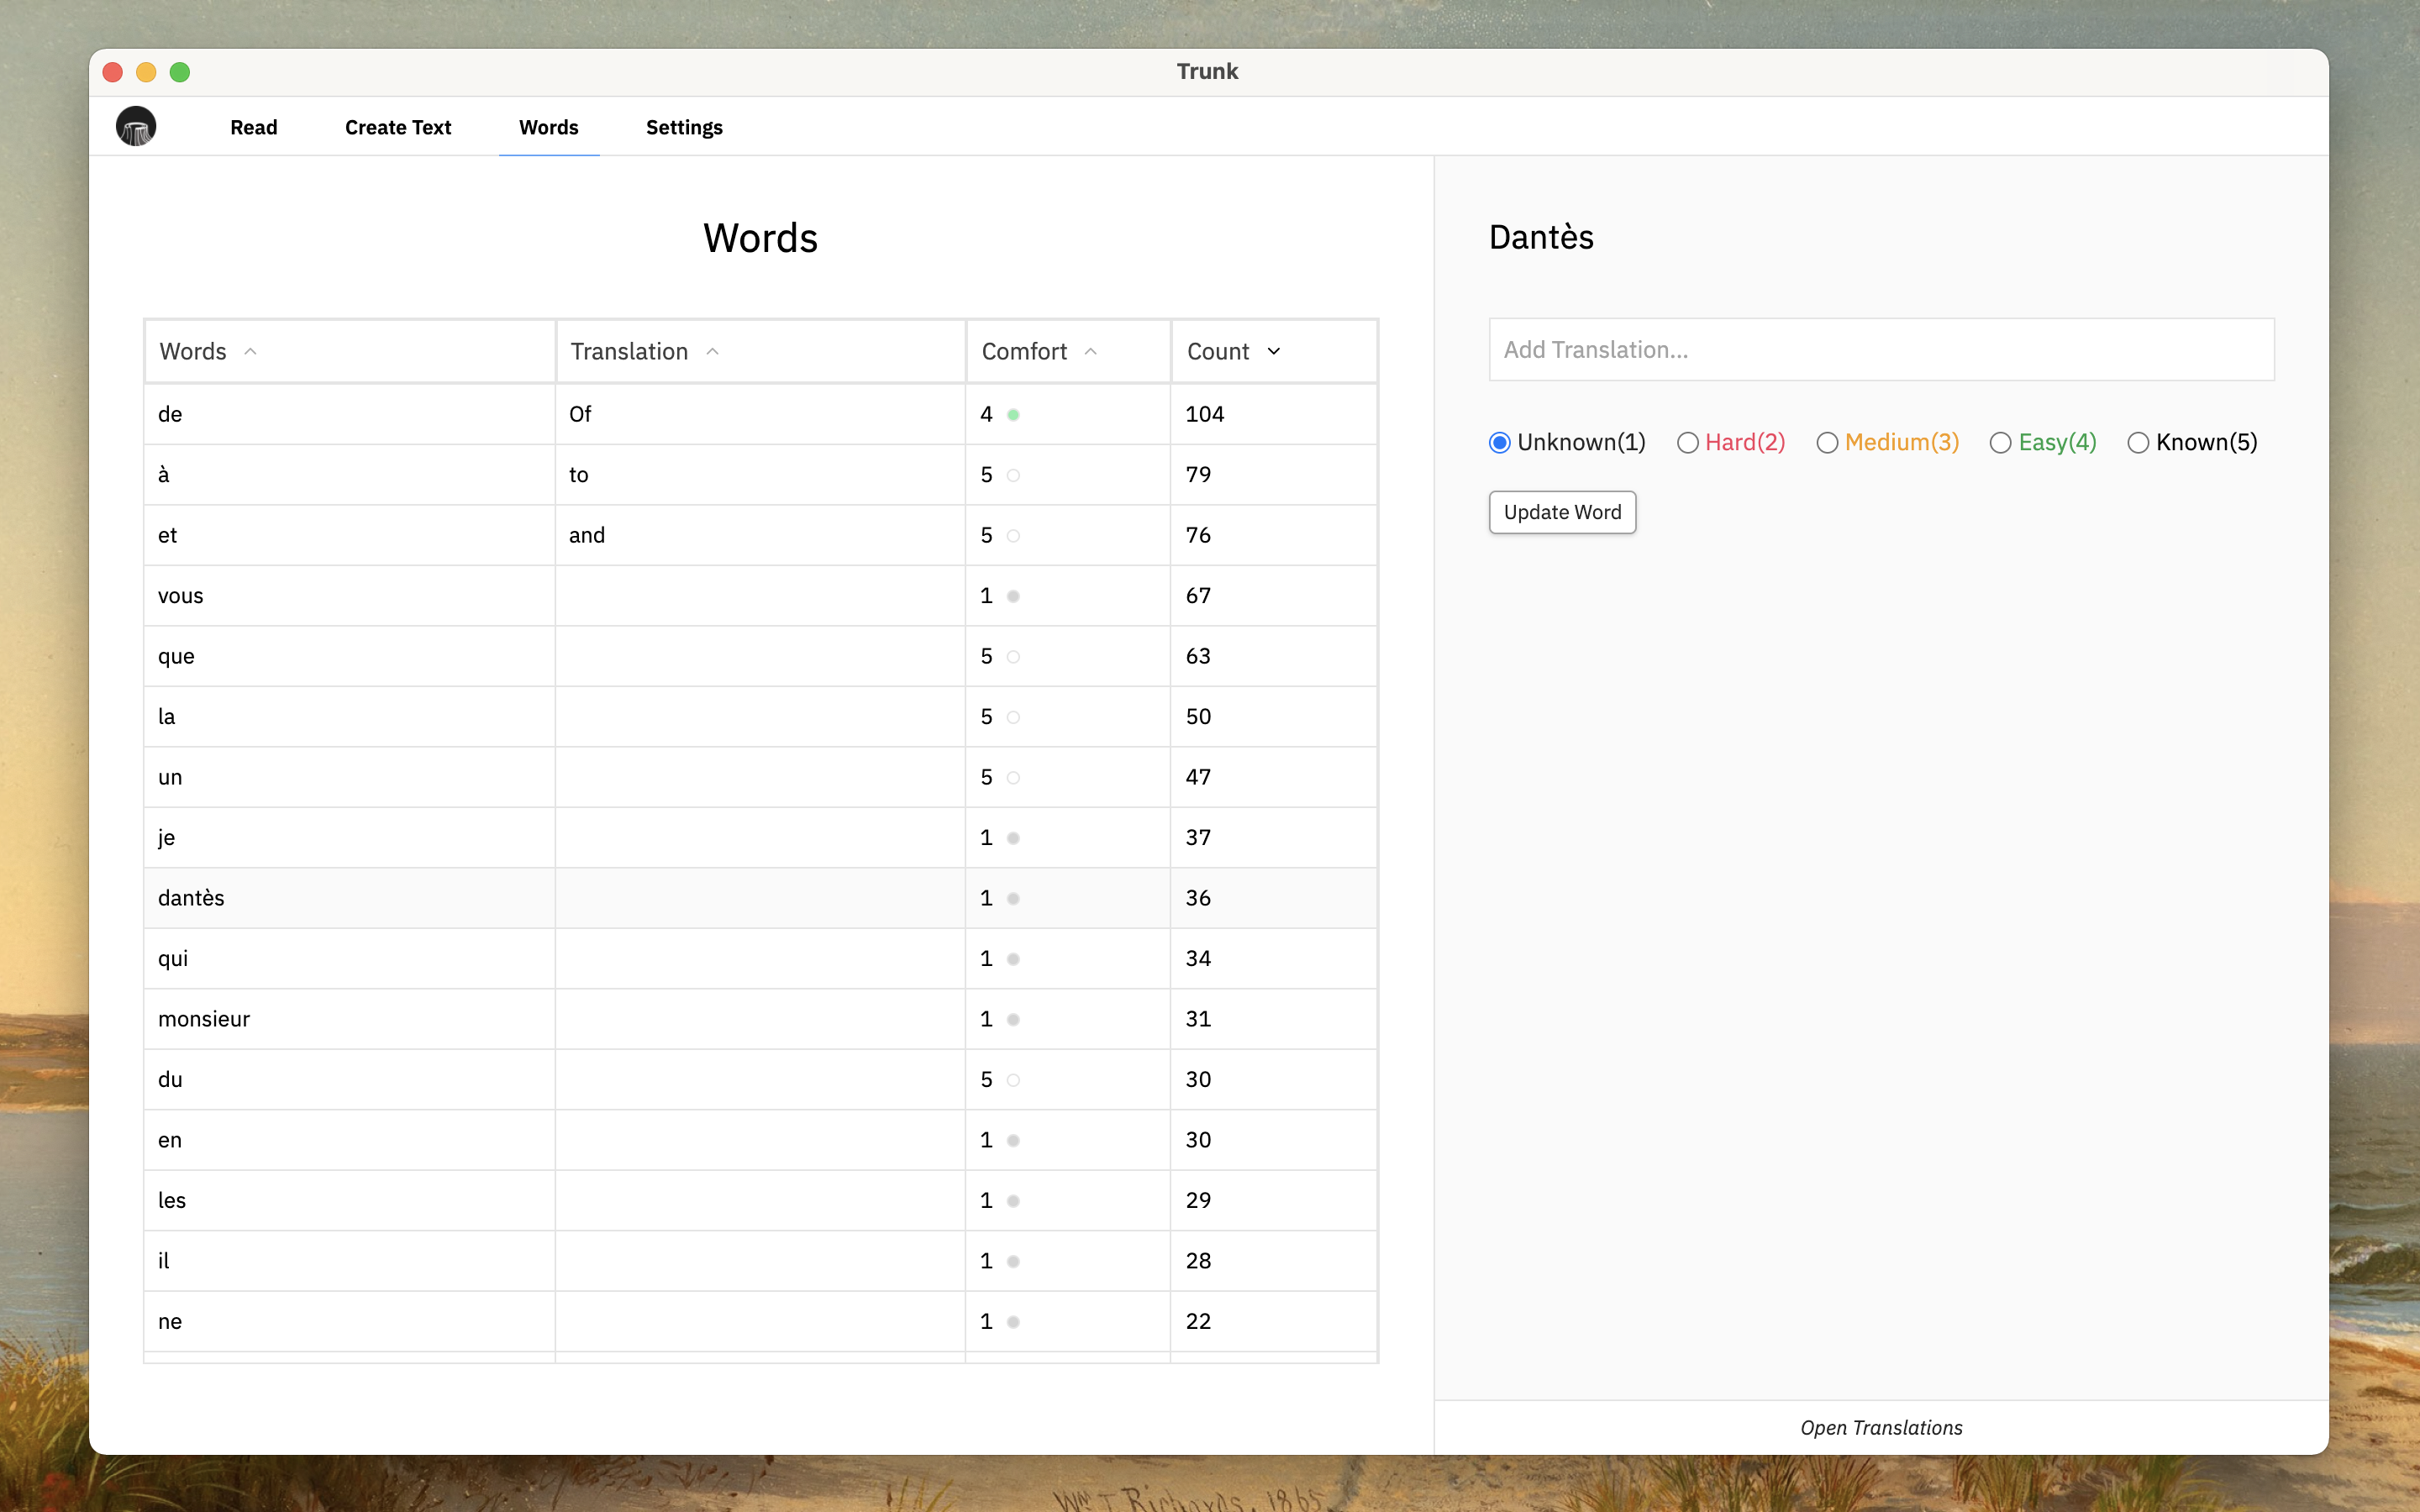 Trunk
Read Create Text Words Settings
Words
Words Translation Comfort Count
de Of 4 104
à to 5 79
et and 5 76
vous 1 67
que 5 63
la 5 50
un 5 47
je 1 37
dantès 1 36
qui 1 34
monsieur 1 31
du 5 30
en 1 30
les 1 29
il 1 28
ne 1 22
Dantès
Add Translation...
Unknown(1) Hard(2) Medium(3) Easy(4) Known(5)
Update Word
Open Translations
Wm T Richards. 1865